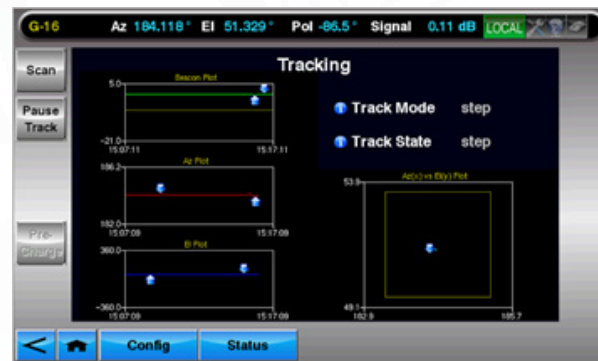 G-16 Az 184.118° El 51.329° Pol -86.5° Signal 0.11 dB LOCAL
Scan
Pause Track
Pre-Charge
Tracking
Beacon Plot
5.0
-21.0
15:07:11 15:17:11
Az Plot
186.2
182.0
15:07:09 15:17:09
El Plot
360.0
-360.0
15:07:09 15:17:09
Track Mode step
Track State step
Az(x) vs El(y) Plot
53.9
49.1
182.9 185.7
Config Status